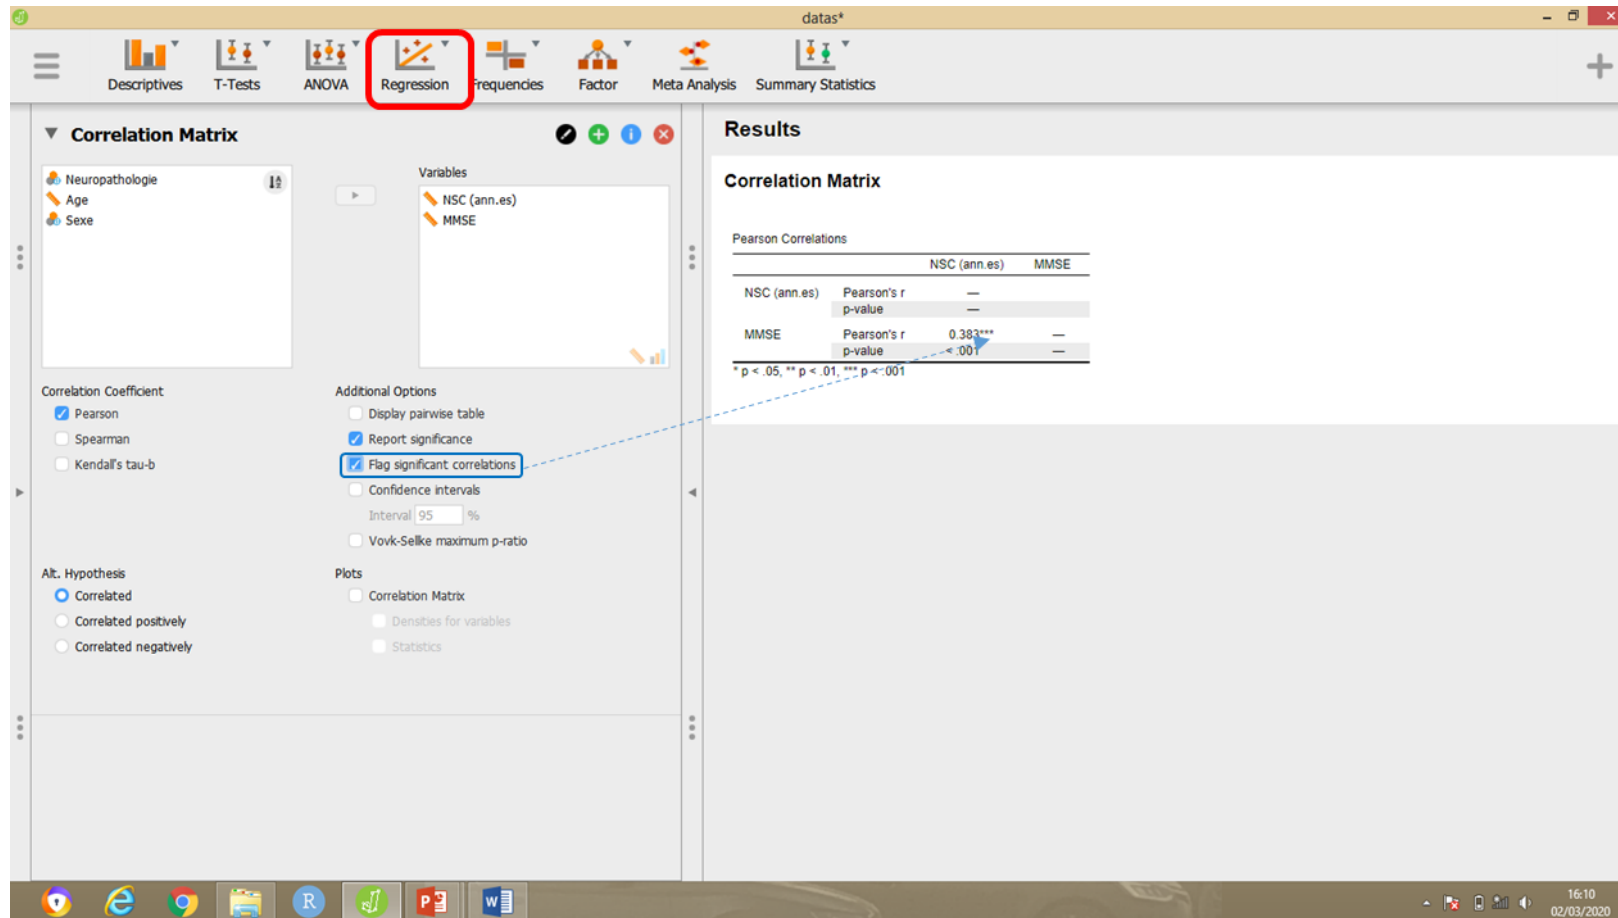 datas*
Descriptives T-Tests ANOVA Regression Frequencies Factor Meta Analysis Summary Statistics
Correlation Matrix
Neuropathologie
Age
Sexe
Variables
NSC (ann.es)
MMSE
Correlation Coefficient
Pearson
Spearman
Kendall's tau-b
Additional Options
Display pairwise table
Report significance
Flag significant correlations
Confidence intervals
Interval 95 %
Vovk-Sellke maximum p-ratio
Alt. Hypothesis
Correlated
Correlated positively
Correlated negatively
Plots
Correlation Matrix
Densities for variables
Statistics
Results
Correlation Matrix
Pearson Correlations
NSC (ann.es) MMSE
NSC (ann.es) Pearson's r —
p-value —
MMSE Pearson's r 0.383*** —
p-value < .001 —
* p < .05, ** p < .01, *** p < .001
16:10
02/03/2020